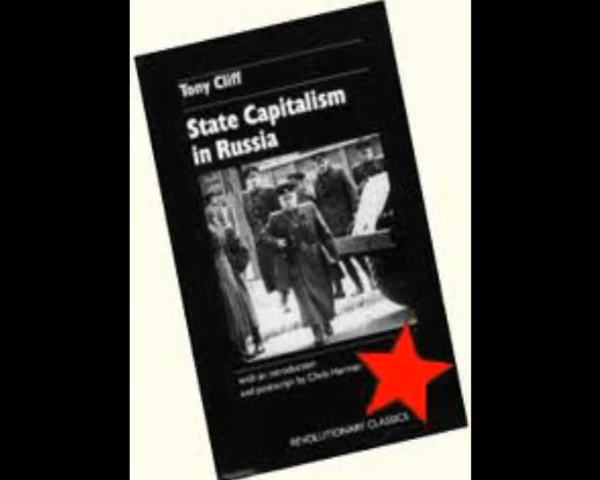 Tony Cliff
State Capitalism
in Russia
with an introduction
and postscript by Chris Harman
REVOLUTIONARY CLASSICS